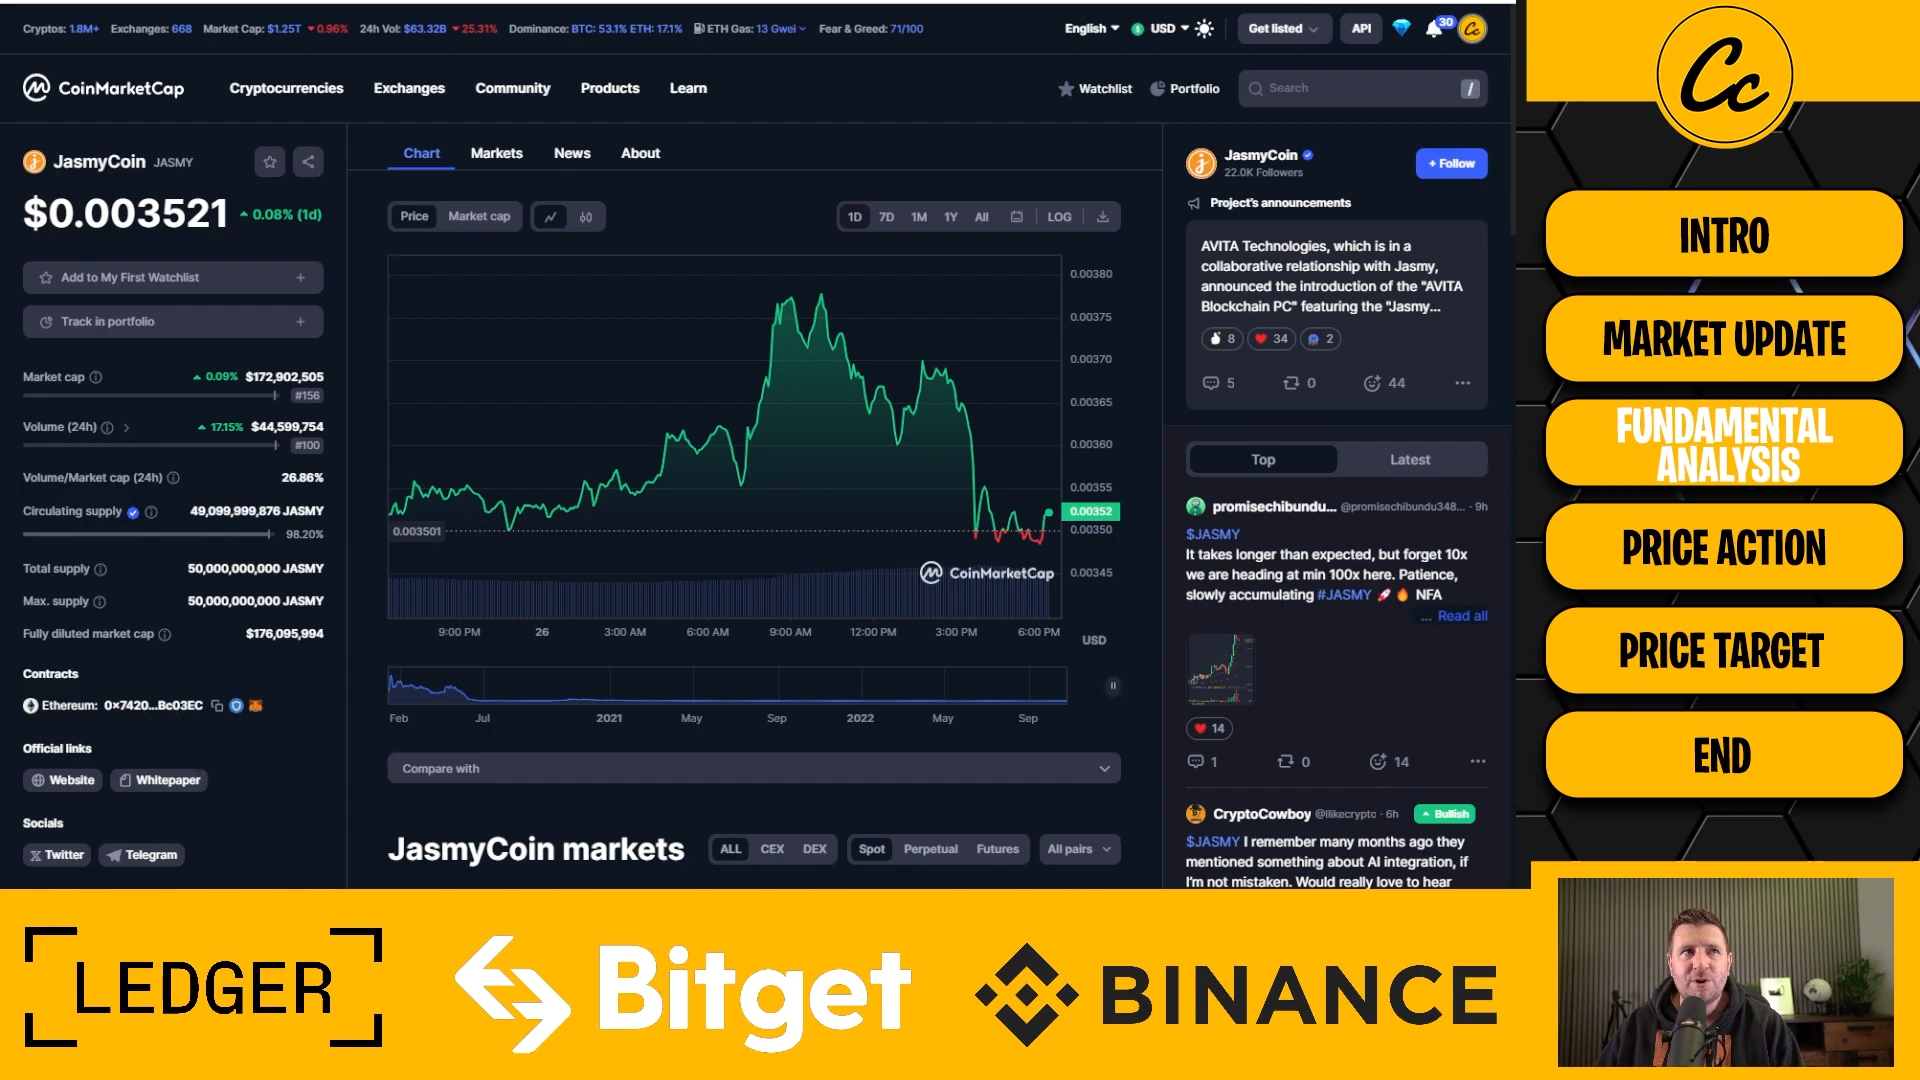 Cryptos: 1.8M+ Exchanges: 668 Market Cap: $1.25T 0.96% 24h Vol: $63.32B 25.31% Dominance: BTC: 53.1% ETH: 17.1% ETH Gas: 13 Gwei Fear & Greed: 71/100
English USD Get listed API 30 Cc
CoinMarketCap Cryptocurrencies Exchanges Community Products Learn Watchlist Portfolio Search /
JasmyCoin JASMY
$0.003521 0.08% (1d)
Add to My First Watchlist +
Track in portfolio +
Market cap 0.09% $172,902,505
#156
Volume (24h) 17.15% $44,599,754
#100
Volume/Market cap (24h) 26.86%
Circulating supply 49,099,999,876 JASMY
98.20%
Total supply 50,000,000,000 JASMY
Max. supply 50,000,000,000 JASMY
Fully diluted market cap $176,095,994
Contracts
Ethereum: 0x7420...Bc03EC
Official links
Website Whitepaper
Socials
Twitter Telegram
Chart Markets News About
Price Market cap 1D 7D 1M 1Y All LOG
0.00380
0.00375
0.00370
0.00365
0.00360
0.00355
0.00352
0.00350
0.003501
0.00345
CoinMarketCap
9:00 PM 26 3:00 AM 6:00 AM 9:00 AM 12:00 PM 3:00 PM 6:00 PM USD
Feb Jul 2021 May Sep 2022 May Sep
Compare with
JasmyCoin markets ALL CEX DEX Spot Perpetual Futures All pairs
JasmyCoin
22.0K Followers
+ Follow
Project's announcements
AVITA Technologies, which is in a
collaborative relationship with Jasmy,
announced the introduction of the "AVITA
Blockchain PC" featuring the "Jasmy...
8 34 2
5 0 44 ...
Top Latest
promisechibundu... @promisechibundu348... · 9h
$JASMY
It takes longer than expected, but forget 10x
we are heading at min 100x here. Patience,
slowly accumulating #JASMY 🚀 🔥 NFA
... Read all
14
1 0 14 ...
CryptoCowboy @Ilikecrypto · 6h Bullish
$JASMY I remember many months ago they
mentioned something about AI integration, if
I'm not mistaken. Would really love to hear
Cc
INTRO
MARKET UPDATE
FUNDAMENTAL
ANALYSIS
PRICE ACTION
PRICE TARGET
END
LEDGER Bitget BINANCE